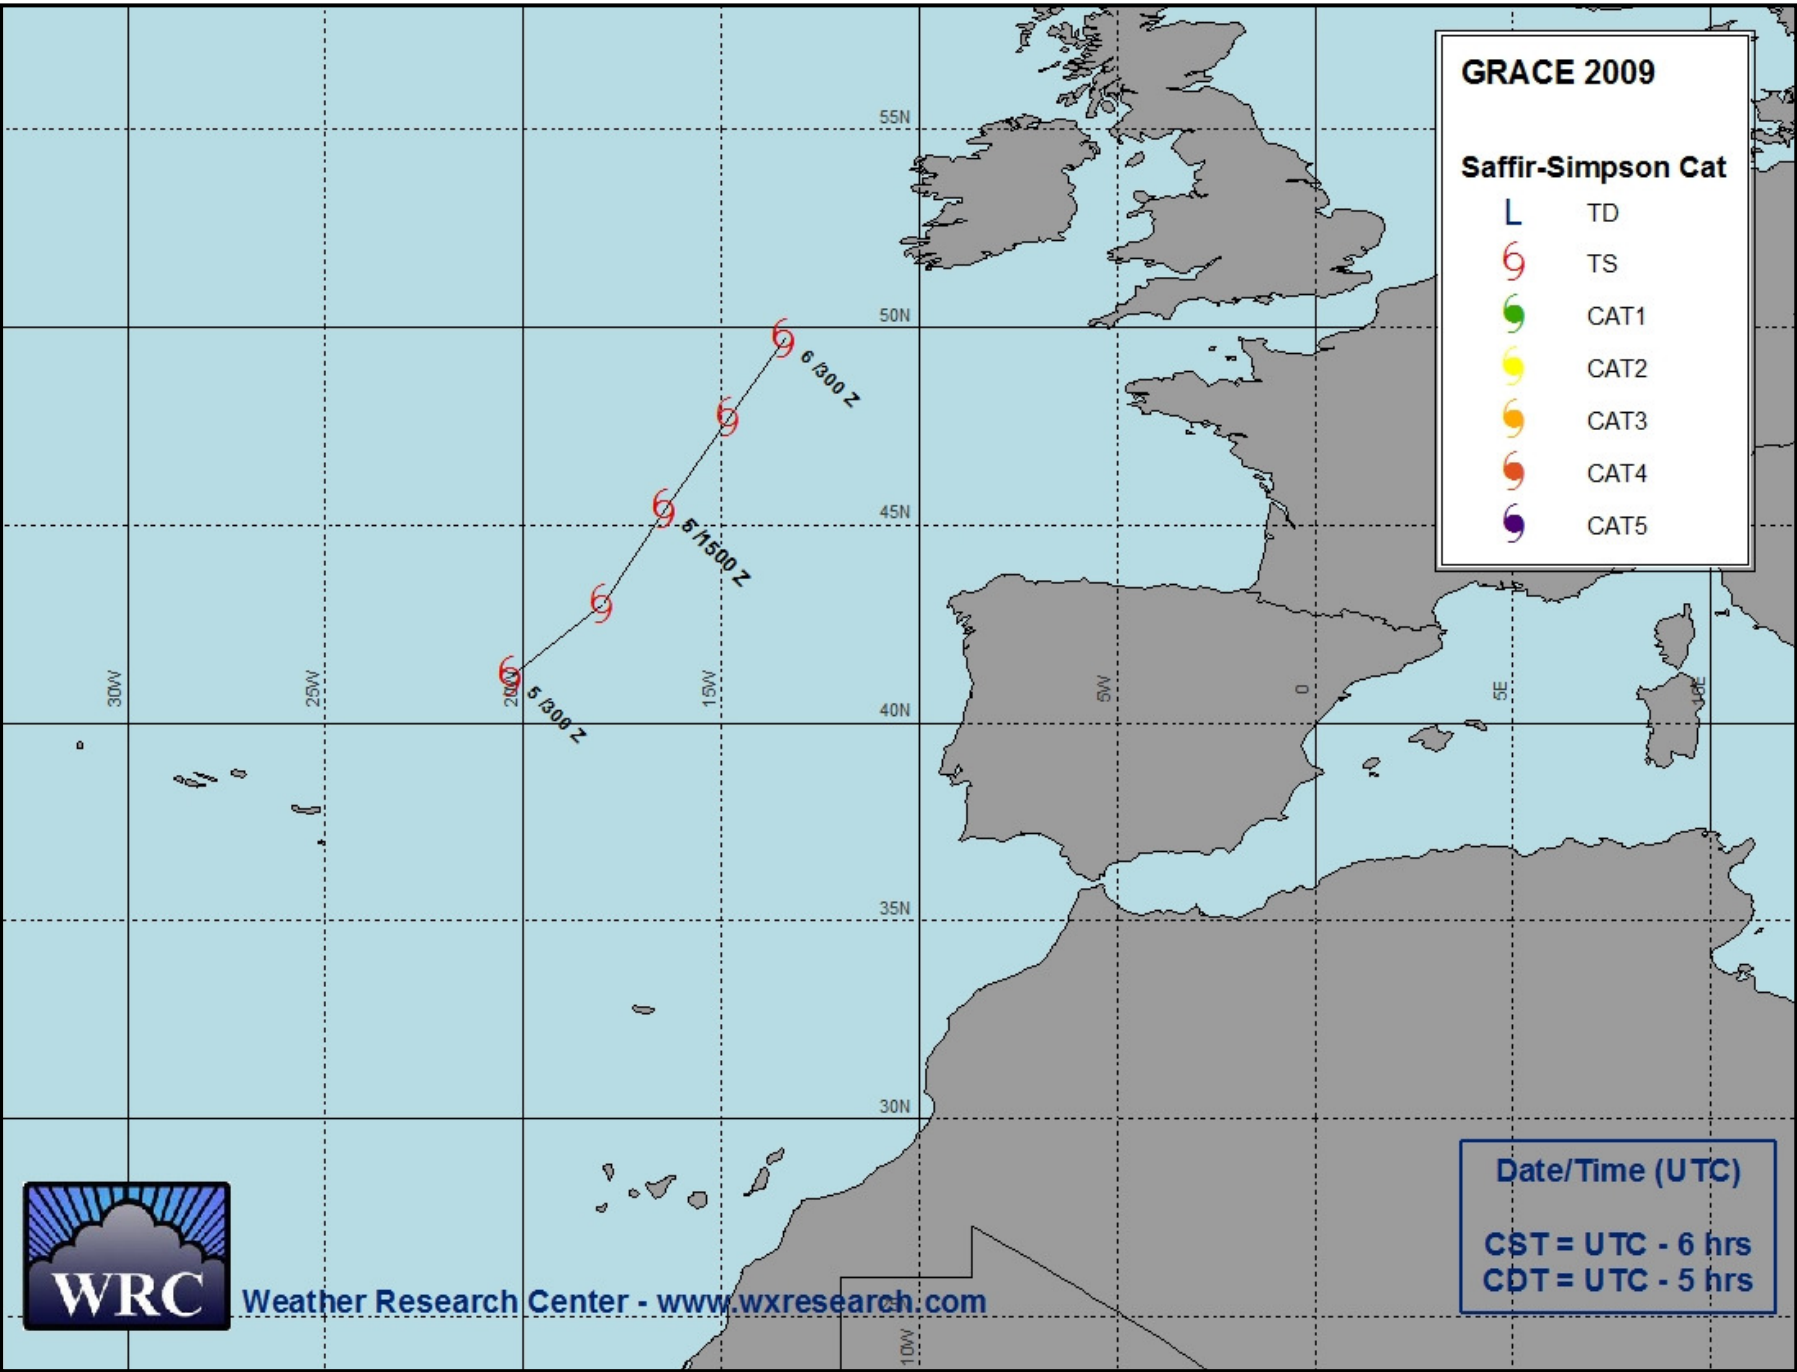 GRACE 2009
Saffir-Simpson Cat
L TD
TS
CAT1
CAT2
CAT3
CAT4
CAT5
55N
50N
45N
40N
35N
30N
25N
30W
25W
20W
15W
10W
5W
0
5E
10E
6 /300 Z
5 /1500 Z
5 /300 Z
Date/Time (UTC)
CST = UTC - 6 hrs
CDT = UTC - 5 hrs
WRC
Weather Research Center - www.wxresearch.com